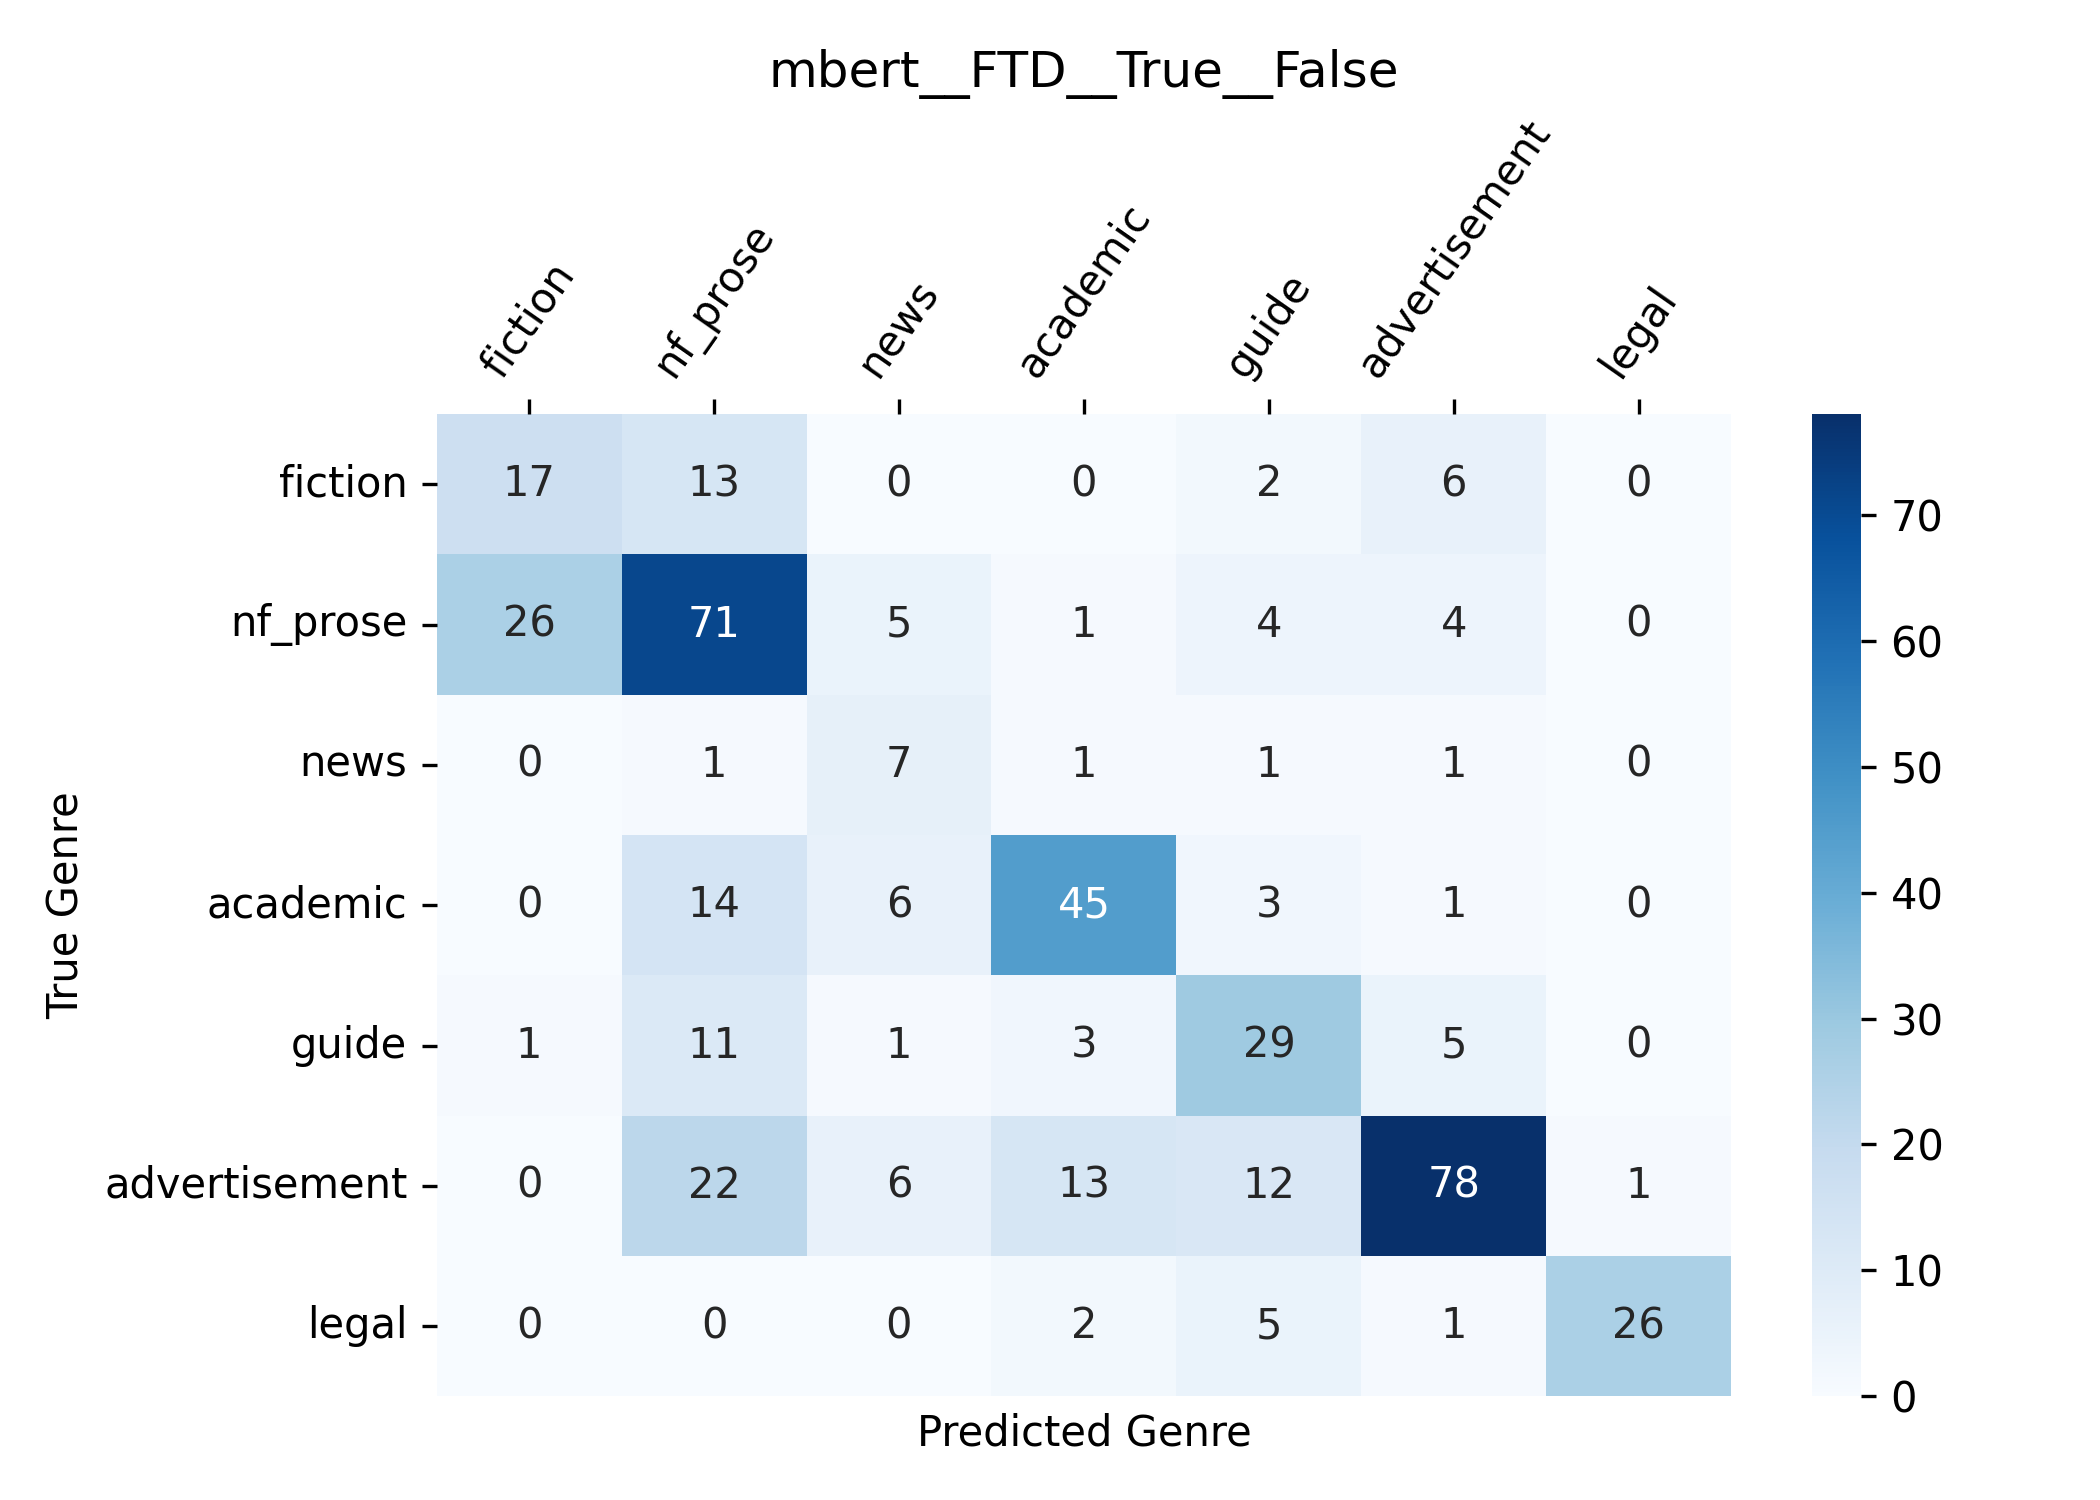 mbert__FTD__True__False
fiction nf_prose news academic guide advertisement legal
fiction 17 13 0 0 2 6 0
nf_prose 26 71 5 1 4 4 0
news 0 1 7 1 1 1 0
academic 0 14 6 45 3 1 0
guide 1 11 1 3 29 5 0
advertisement 0 22 6 13 12 78 1
legal 0 0 0 2 5 1 26
True Genre
Predicted Genre
70
60
50
40
30
20
10
0